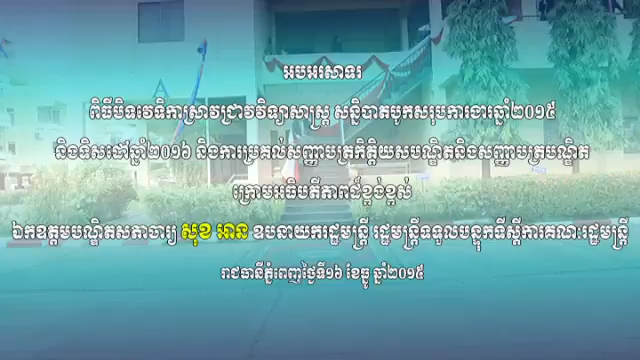 អបអរសាទរ
ពិធីបិទវេទិកាស្រាវជ្រាវវិទ្យាសាស្ត្រ សន្និបាតបូកសរុបការងារឆ្នាំ២០១៥
និងទិសដៅឆ្នាំ២០១៦ និងការប្រគល់សញ្ញាបត្រកិត្តិយសបណ្ឌិតនិងសញ្ញាបត្របណ្ឌិត
ក្រោមអធិបតីភាពដ៏ខ្ពង់ខ្ពស់
ឯកឧត្តមបណ្ឌិតសភាចារ្យ សុខ អាន ឧបនាយករដ្ឋមន្ត្រី រដ្ឋមន្ត្រីទទួលបន្ទុកទីស្តីការគណៈរដ្ឋមន្ត្រី
រាជធានីភ្នំពេញថ្ងៃទី១៦ ខែធ្នូ ឆ្នាំ២០១៥